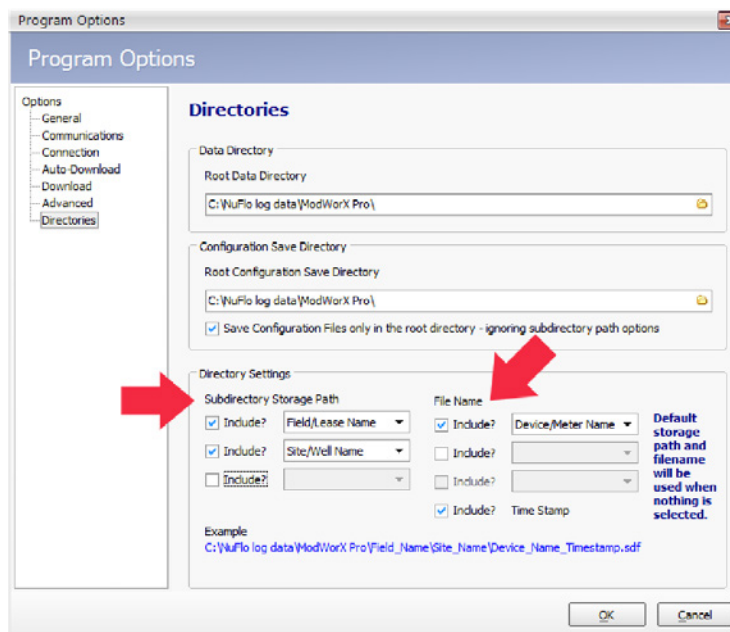 Program Options
Program Options
Options
General
Communications
Connection
Auto-Download
Download
Advanced
Directories
Directories
Data Directory
Root Data Directory
C:\NuFlo log data\ModWorX Pro\
Configuration Save Directory
Root Configuration Save Directory
C:\NuFlo log data\ModWorX Pro\
Save Configuration Files only in the root directory - ignoring subdirectory path options
Directory Settings
Subdirectory Storage Path
Include? Field/Lease Name
Include? Site/Well Name
Include?
File Name
Include? Device/Meter Name
Include?
Include?
Include? Time Stamp
Default
storage
path and
filename
will be
used when
nothing is
selected.
Example
C:\NuFlo log data\ModWorX Pro\Field_Name\Site_Name\Device_Name_Timestamp.sdf
OK
Cancel